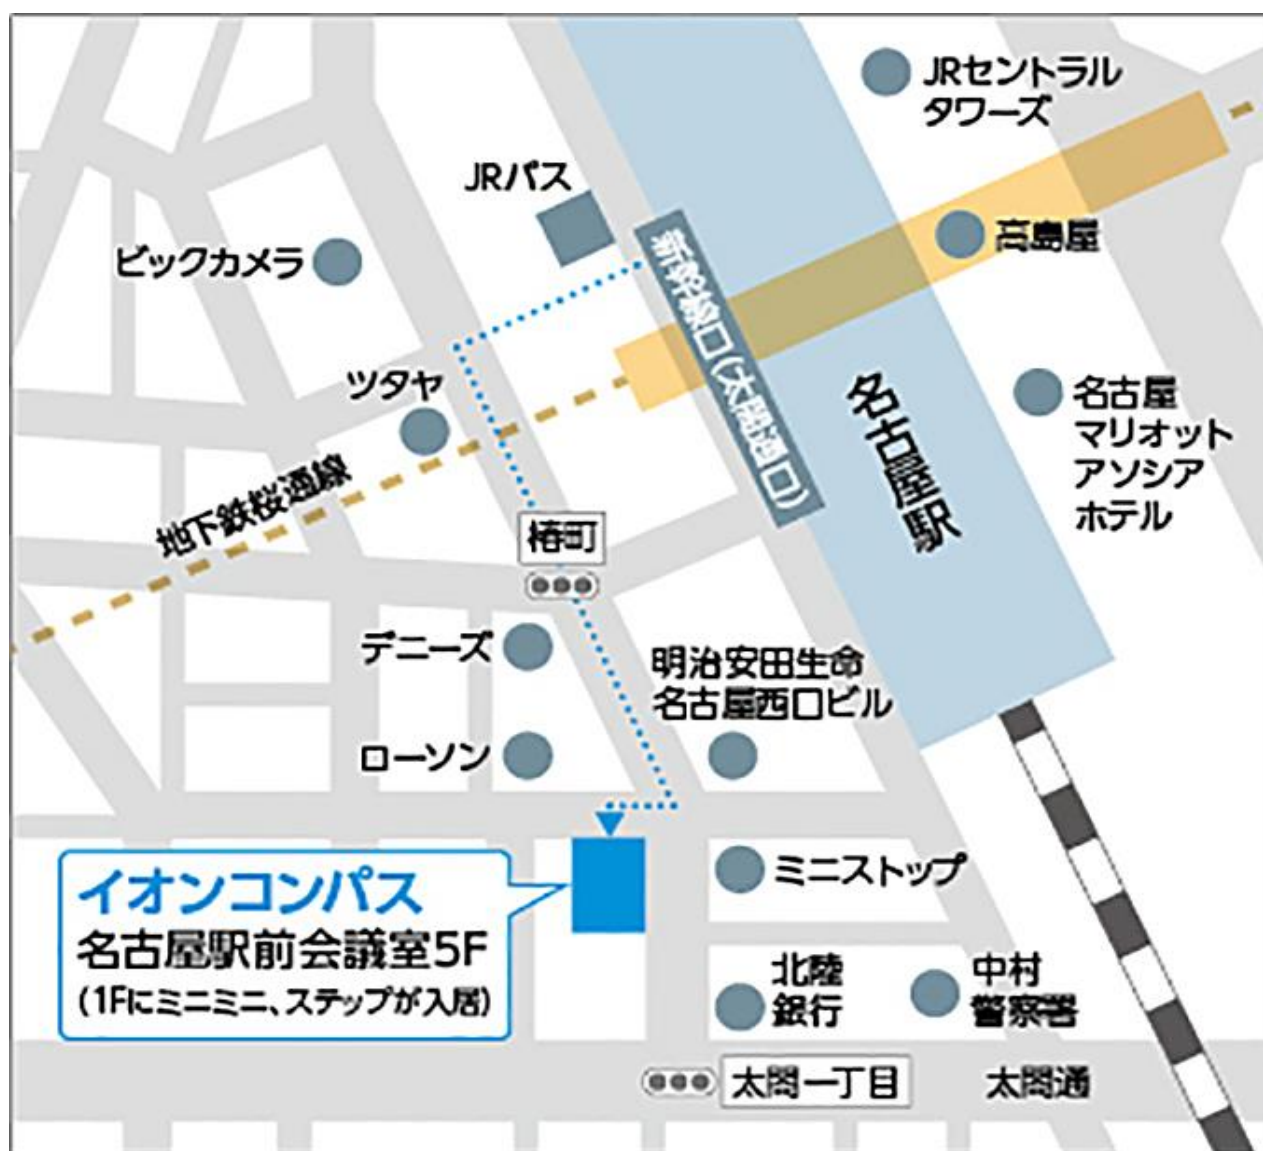 JRセントラル
タワーズ
JRバス
髙島屋
ビックカメラ
新幹線口(太閤通口)
ツタヤ
名古屋駅
名古屋
マリオット
アソシア
ホテル
地下鉄桜通線
椿町
デニーズ
明治安田生命
名古屋西口ビル
ローソン
ミニストップ
イオンコンパス
名古屋駅前会議室5F
(1Fにミニミニ、ステップが入居)
北陸
銀行
中村
警察署
太閤一丁目
太閤通